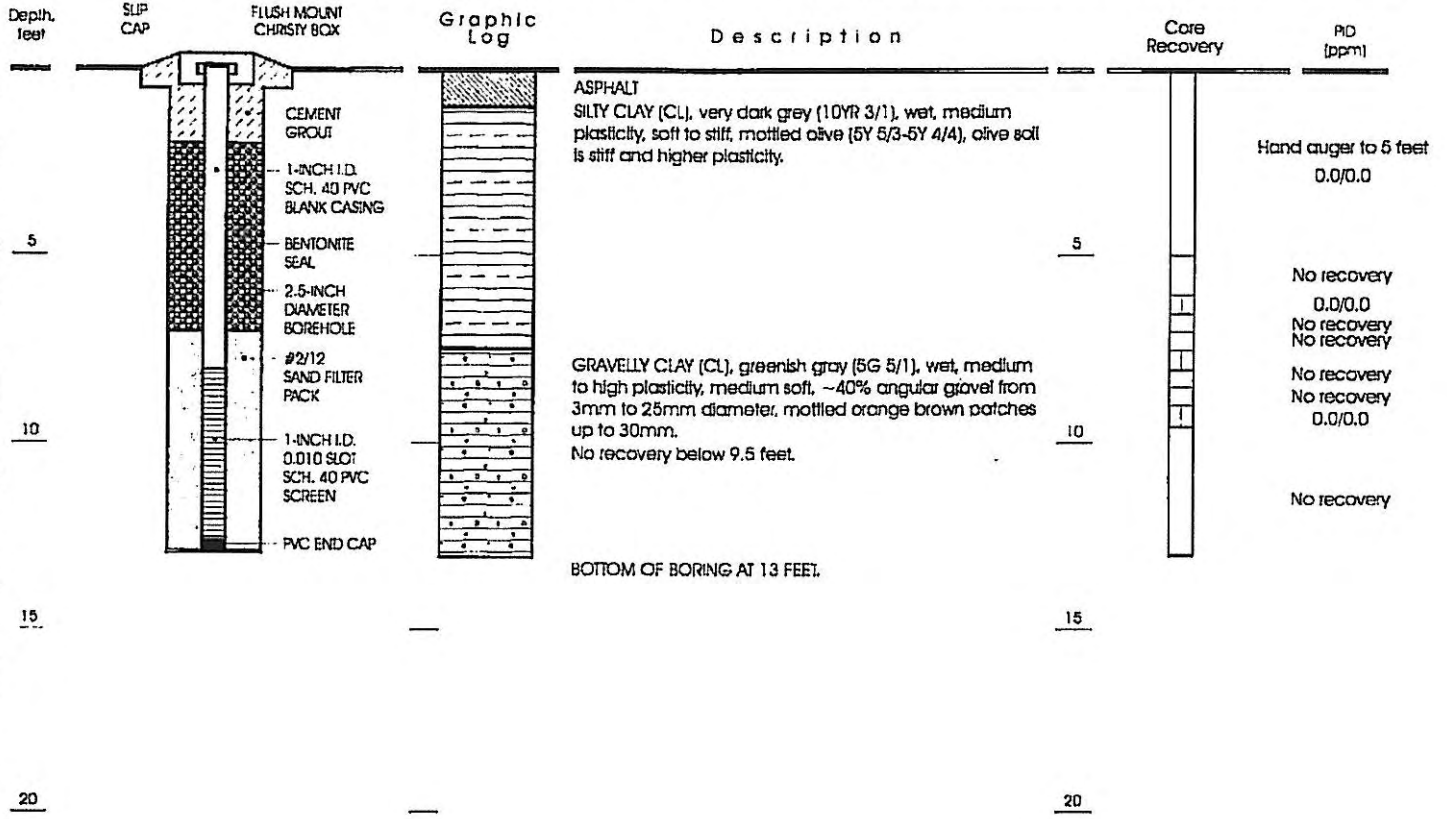 Depth, feet
SLIP CAP
FLUSH MOUNT CHRISTY BOX
Graphic Log
Description
Core Recovery
PID (ppm)
CEMENT
GROUT
1-INCH I.D.
SCH. 40 PVC
BLANK CASING
BENTONITE
SEAL
2.5-INCH
DIAMETER
BOREHOLE
#2/12
SAND FILTER
PACK
1-INCH I.D.
0.010 SLOT
SCH. 40 PVC
SCREEN
PVC END CAP
5
10
15
20
ASPHALT
SILTY CLAY (CL), very dark grey (10YR 3/1), wet, medium
plasticity, soft to stiff, mottled olive (5Y 5/3-5Y 4/4), olive soil
is stiff and higher plasticity.
GRAVELLY CLAY (CL), greenish gray (5G 5/1), wet, medium
to high plasticity, medium soft, ~40% angular gravel from
3mm to 25mm diameter, mottled orange brown patches
up to 30mm.
No recovery below 9.5 feet.
BOTTOM OF BORING AT 13 FEET.
5
10
15
20
Hand auger to 5 feet
0.0/0.0
No recovery
0.0/0.0
No recovery
No recovery
No recovery
No recovery
0.0/0.0
No recovery